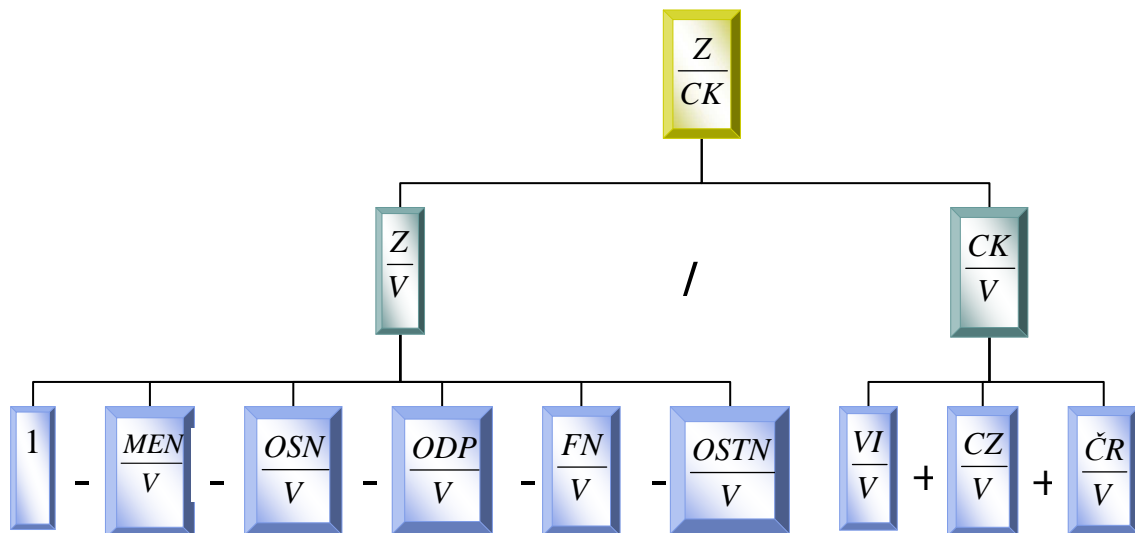 Z
CK
Z
V
/
CK
V
1 - MEN - OSN - ODP - FN - OSTN VI + CZ + ČR
V V V V V V V V